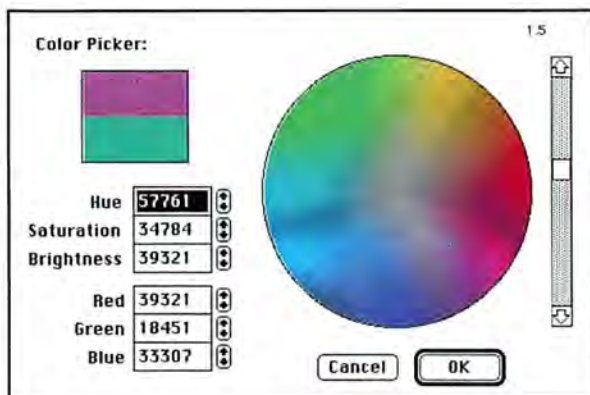 1.5
Color Picker:
Hue 57761
Saturation 34784
Brightness 39321
Red 39321
Green 18451
Blue 33307
Cancel OK